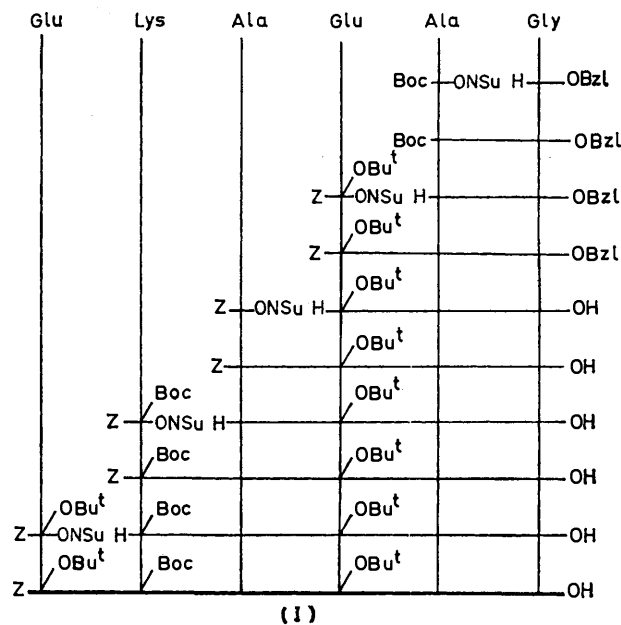 Glu Lys Ala Glu Ala Gly
Boc ONSu H OBzl
Boc OBzl
OBuᵗ
Z ONSu H OBzl
OBuᵗ
Z OBzl
OBuᵗ
Z ONSu H OH
OBuᵗ
Z OH
Boc OBuᵗ
Z ONSu H OH
Boc OBuᵗ
Z OH
OBuᵗ Boc OBuᵗ
Z ONSu H OH
OBuᵗ Boc OBuᵗ
Z OH
(I)